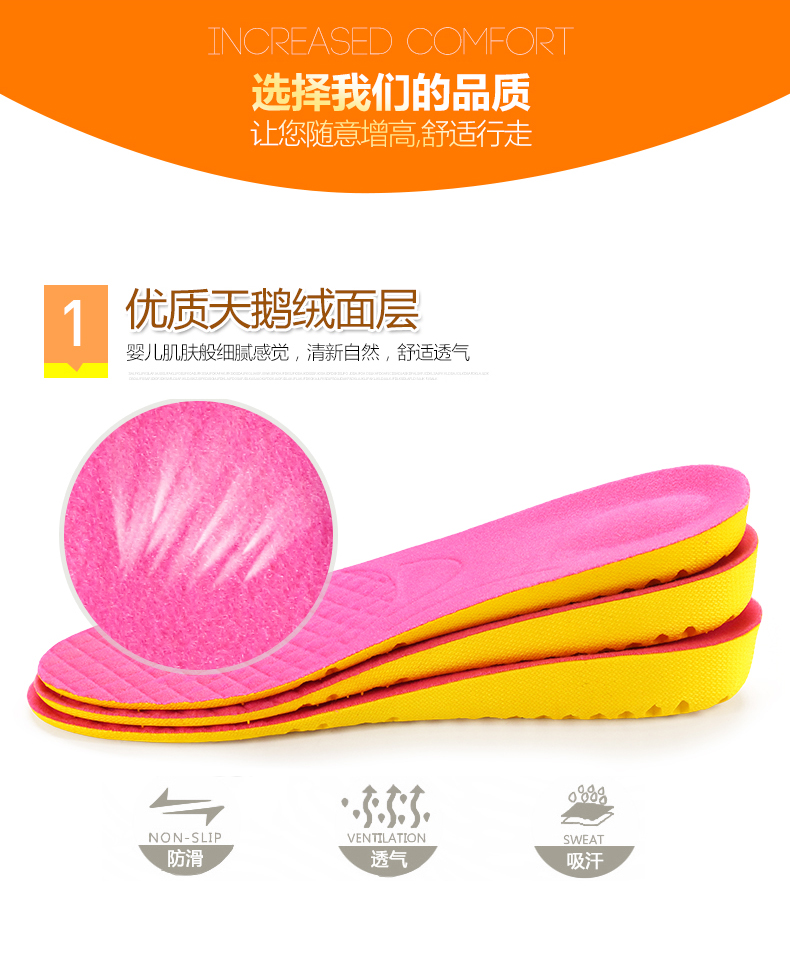 INCREASED COMFORT
选择我们的品质
让您随意增高,舒适行走
1
优质天鹅绒面层
婴儿肌肤般细腻感觉，清新自然，舒适透气
NON-SLIP
防滑
VENTILATION
透气
SWEAT
吸汗